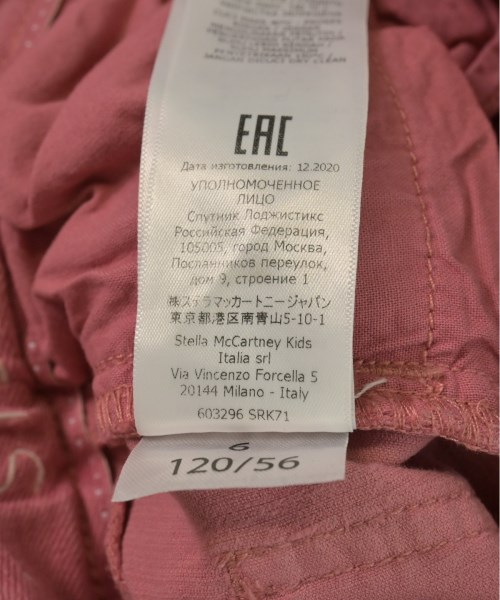 EAC
Дата изготовления: 12.2020
УПОЛНОМОЧЕННОЕ
ЛИЦО
Спутник Лоджистикс
Российская Федерация,
105005, город Москва,
Посланников переулок,
дом 9, строение 1
㈱ステラマッカートニージャパン
東京都港区南青山5-10-1
Stella McCartney Kids
Italia srl
Via Vincenzo Forcella 5
20144 Milano - Italy
603296 SRK71
6
120/56